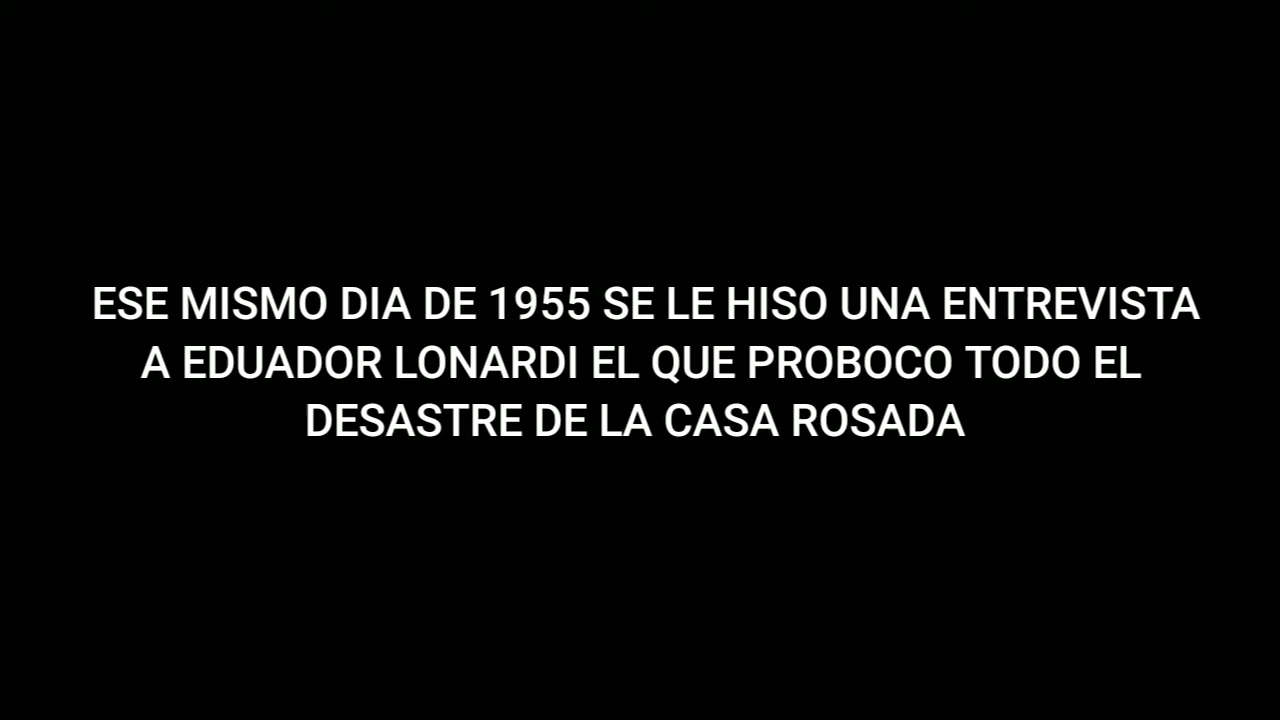 ESE MISMO DIA DE 1955 SE LE HISO UNA ENTREVISTA
A EDUADOR LONARDI EL QUE PROBOCO TODO EL
DESASTRE DE LA CASA ROSADA